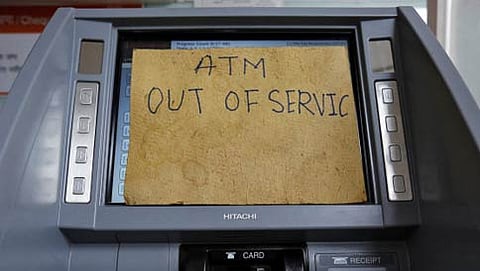 ATM
OUT OF SERVIC
HITACHI
CARD
RECEIPT